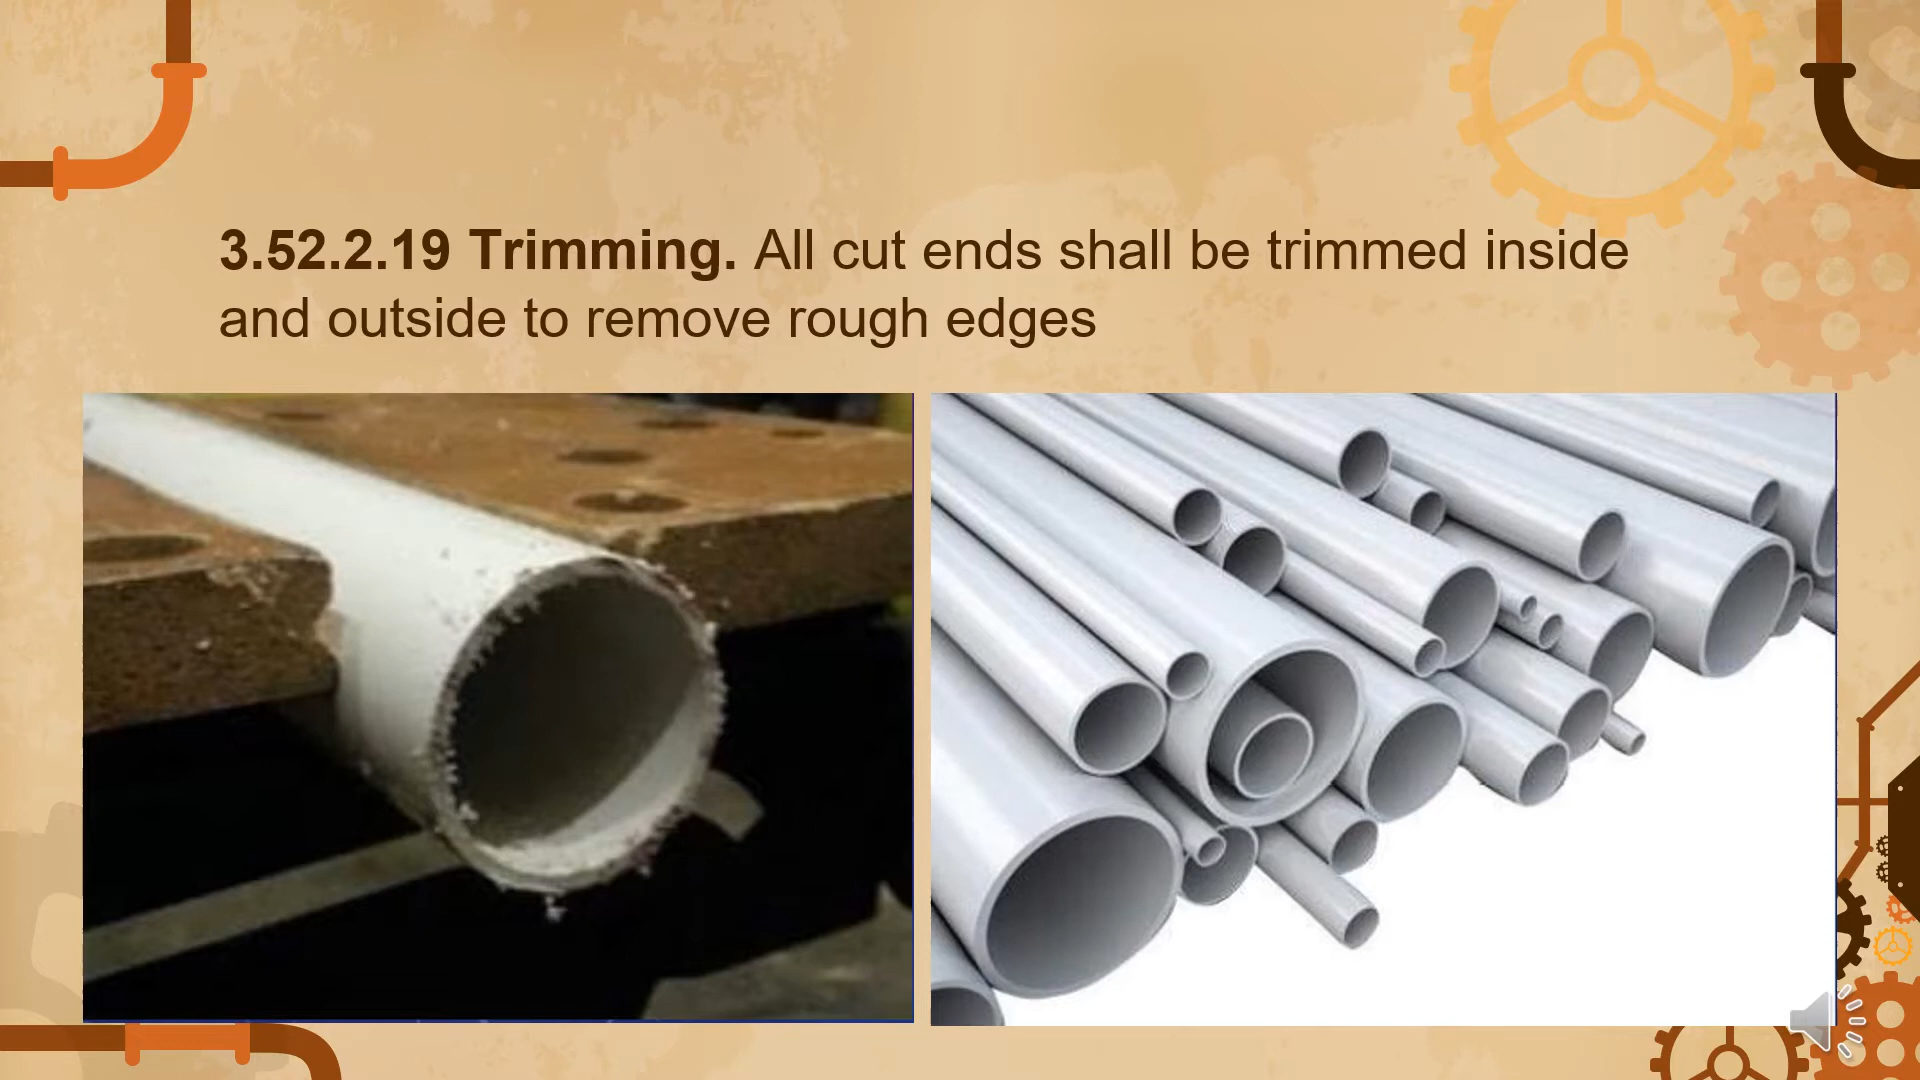 3.52.2.19 Trimming. All cut ends shall be trimmed inside
and outside to remove rough edges